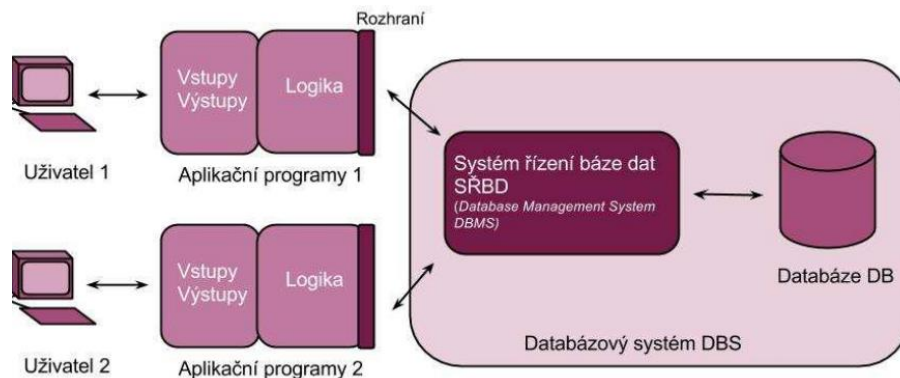 Rozhraní
Vstupy
Výstupy
Logika
Uživatel 1
Aplikační programy 1
Systém řízení báze dat
SŘBD
(Database Management System
DBMS)
Databáze DB
Vstupy
Výstupy
Logika
Uživatel 2
Aplikační programy 2
Databázový systém DBS